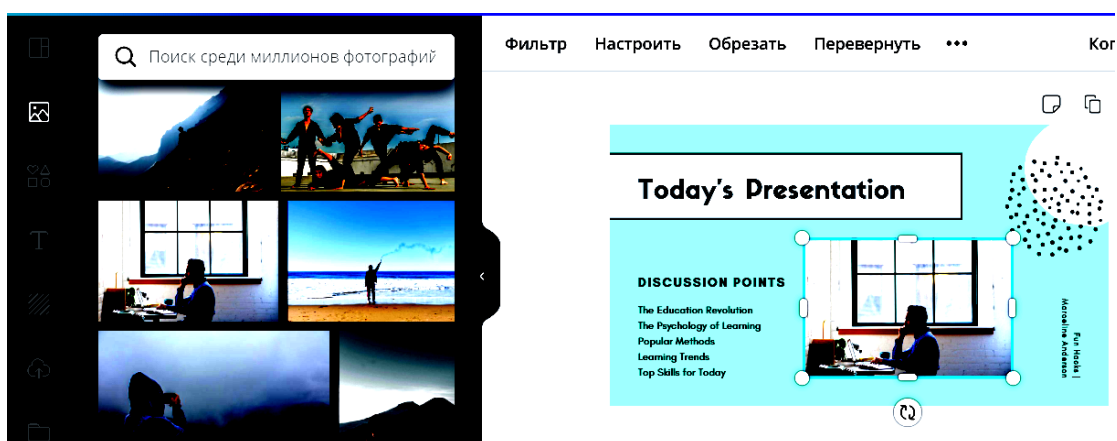 Поиск среди миллионов фотографий
Фильтр Настроить Обрезать Перевернуть •••
Today's Presentation
DISCUSSION POINTS
The Education Revolution
The Psychology of Learning
Popular Methods
Learning Trends
Top Skills for Today
Fun Hooks |
Marceline Anderson